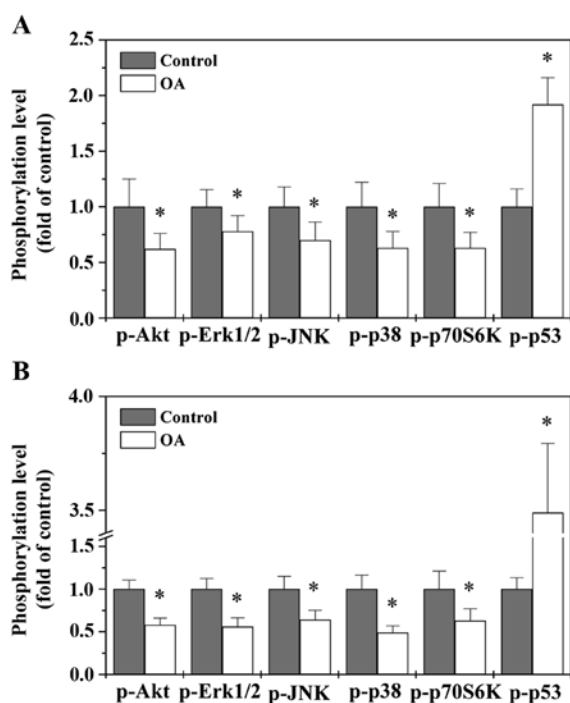 A
Phosphorylation level
(fold of control)
2.5
2.0
1.5
1.0
0.5
0.0
Control
OA
*
*
*
*
*
*
p-Akt p-Erk1/2 p-JNK p-p38 p-p70S6K p-p53
B
Phosphorylation level
(fold of control)
4.0
3.5
1.5
1.0
0.5
0.0
Control
OA
*
*
*
*
*
*
p-Akt p-Erk1/2 p-JNK p-p38 p-p70S6K p-p53